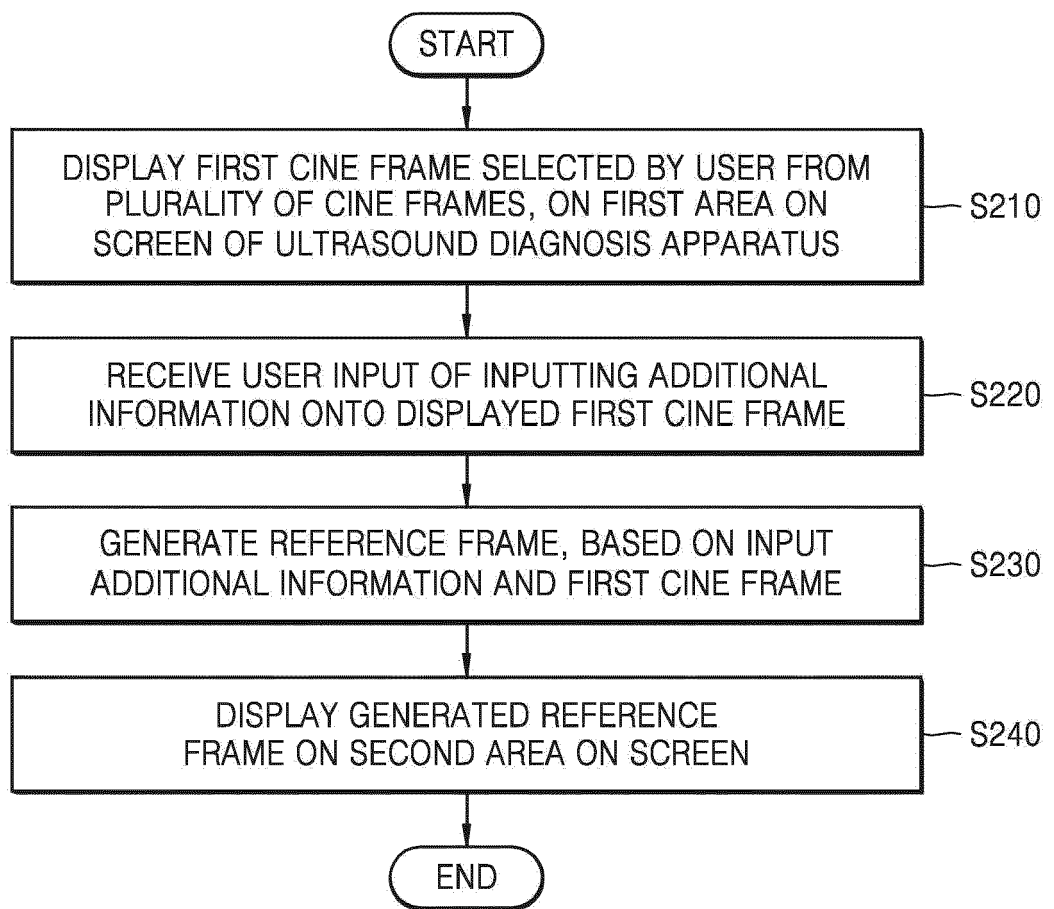 START
DISPLAY FIRST CINE FRAME SELECTED BY USER FROM
PLURALITY OF CINE FRAMES, ON FIRST AREA ON
SCREEN OF ULTRASOUND DIAGNOSIS APPARATUS
S210
RECEIVE USER INPUT OF INPUTTING ADDITIONAL
INFORMATION ONTO DISPLAYED FIRST CINE FRAME
S220
GENERATE REFERENCE FRAME, BASED ON INPUT
ADDITIONAL INFORMATION AND FIRST CINE FRAME
S230
DISPLAY GENERATED REFERENCE
FRAME ON SECOND AREA ON SCREEN
S240
END